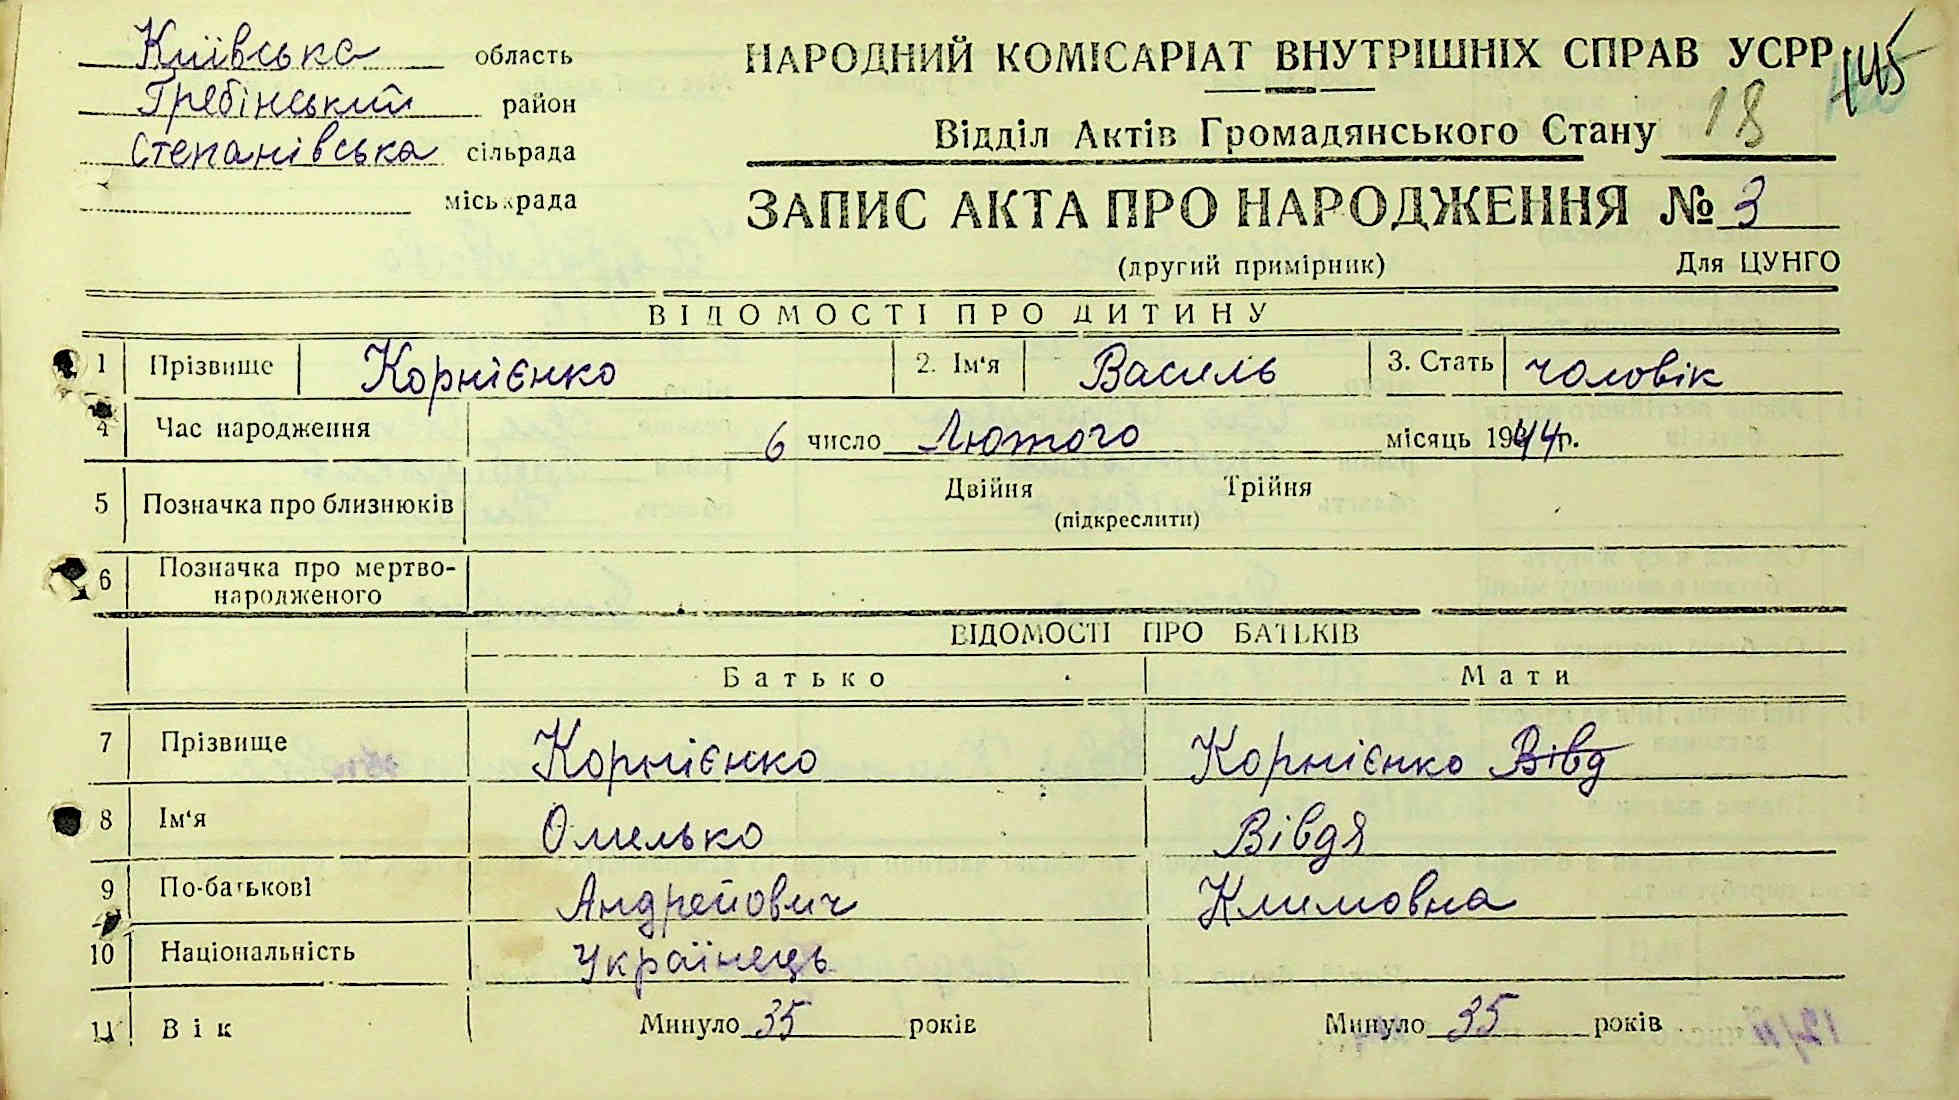 Київська область
Гребінський район
Степанівська сільрада
міськрада
НАРОДНИЙ КОМІСАРІАТ ВНУТРІШНІХ СПРАВ УСРР 445
Відділ Актів Громадянського Стану 18
ЗАПИС АКТА ПРО НАРОДЖЕННЯ № 3
(другий примірник) Для ЦУНГО
ВІДОМОСТІ ПРО ДИТИНУ
1 Прізвище Корнієнко 2. Ім'я Василь 3. Стать чоловік
4 Час народження 6 число Лютого місяць 1944р.
5 Позначка про близнюків Двійня Трійня
(підкреслити)
6 Позначка про мертво-
народженого
ВІДОМОСТІ ПРО БАТЬКІВ
Батько Мати
7 Прізвище Корнієнко Корнієнко Вівд
8 Ім'я Омелько Вівдя
9 По-батькові Андрейович Климовна
10 Національність Українець
11 Вік Минуло 35 років Минуло 35 років